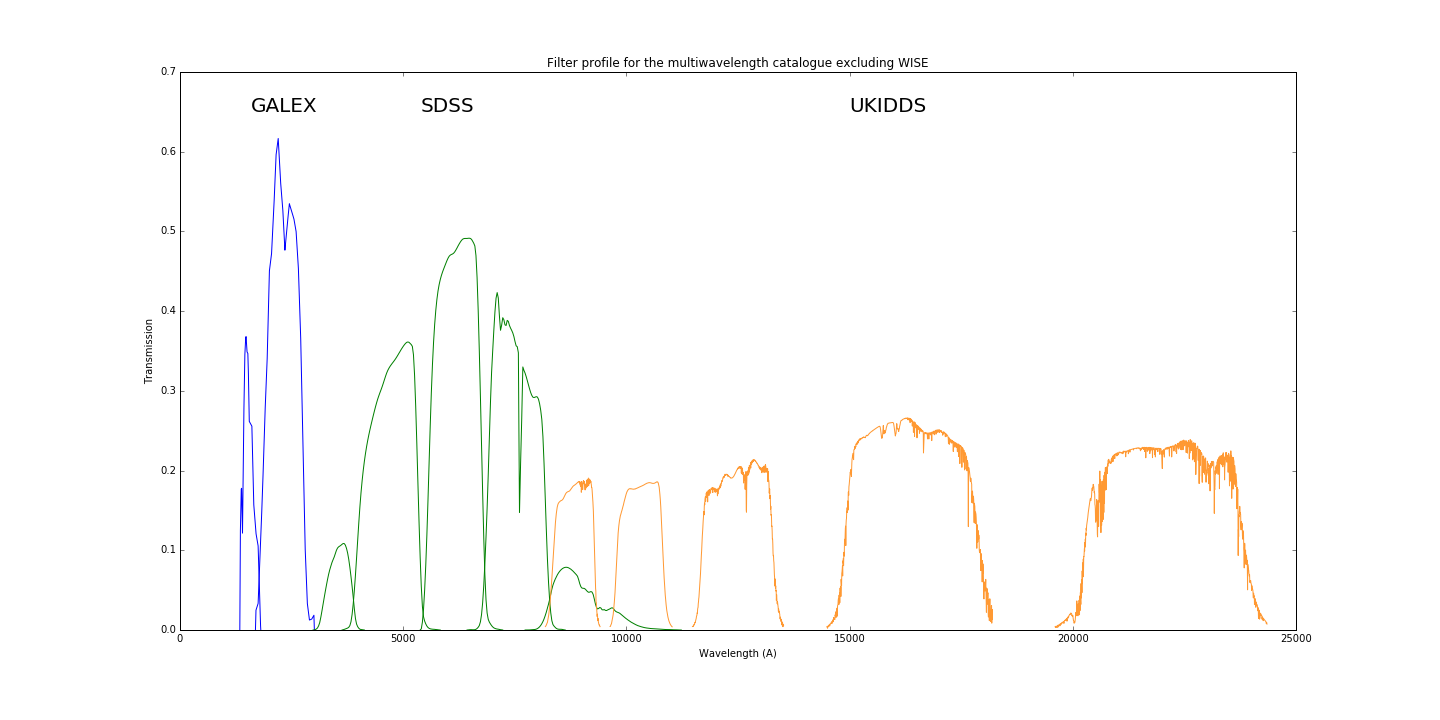 Filter profile for the multiwavelength catalogue excluding WISE
GALEX SDSS UKIDDS
0.7
0.6
0.5
0.4
0.3
0.2
0.1
0.0
Transmission
0 5000 10000 15000 20000 25000
Wavelength (A)